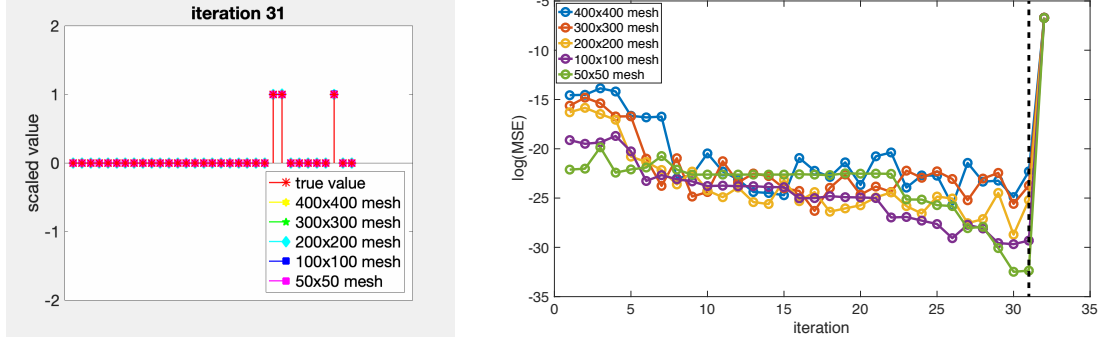 iteration 31
2
1
0
-1
-2
scaled value
true value
400x400 mesh
300x300 mesh
200x200 mesh
100x100 mesh
50x50 mesh
-5
-10
-15
-20
-25
-30
-35
log(MSE)
400x400 mesh
300x300 mesh
200x200 mesh
100x100 mesh
50x50 mesh
0 5 10 15 20 25 30 35
iteration